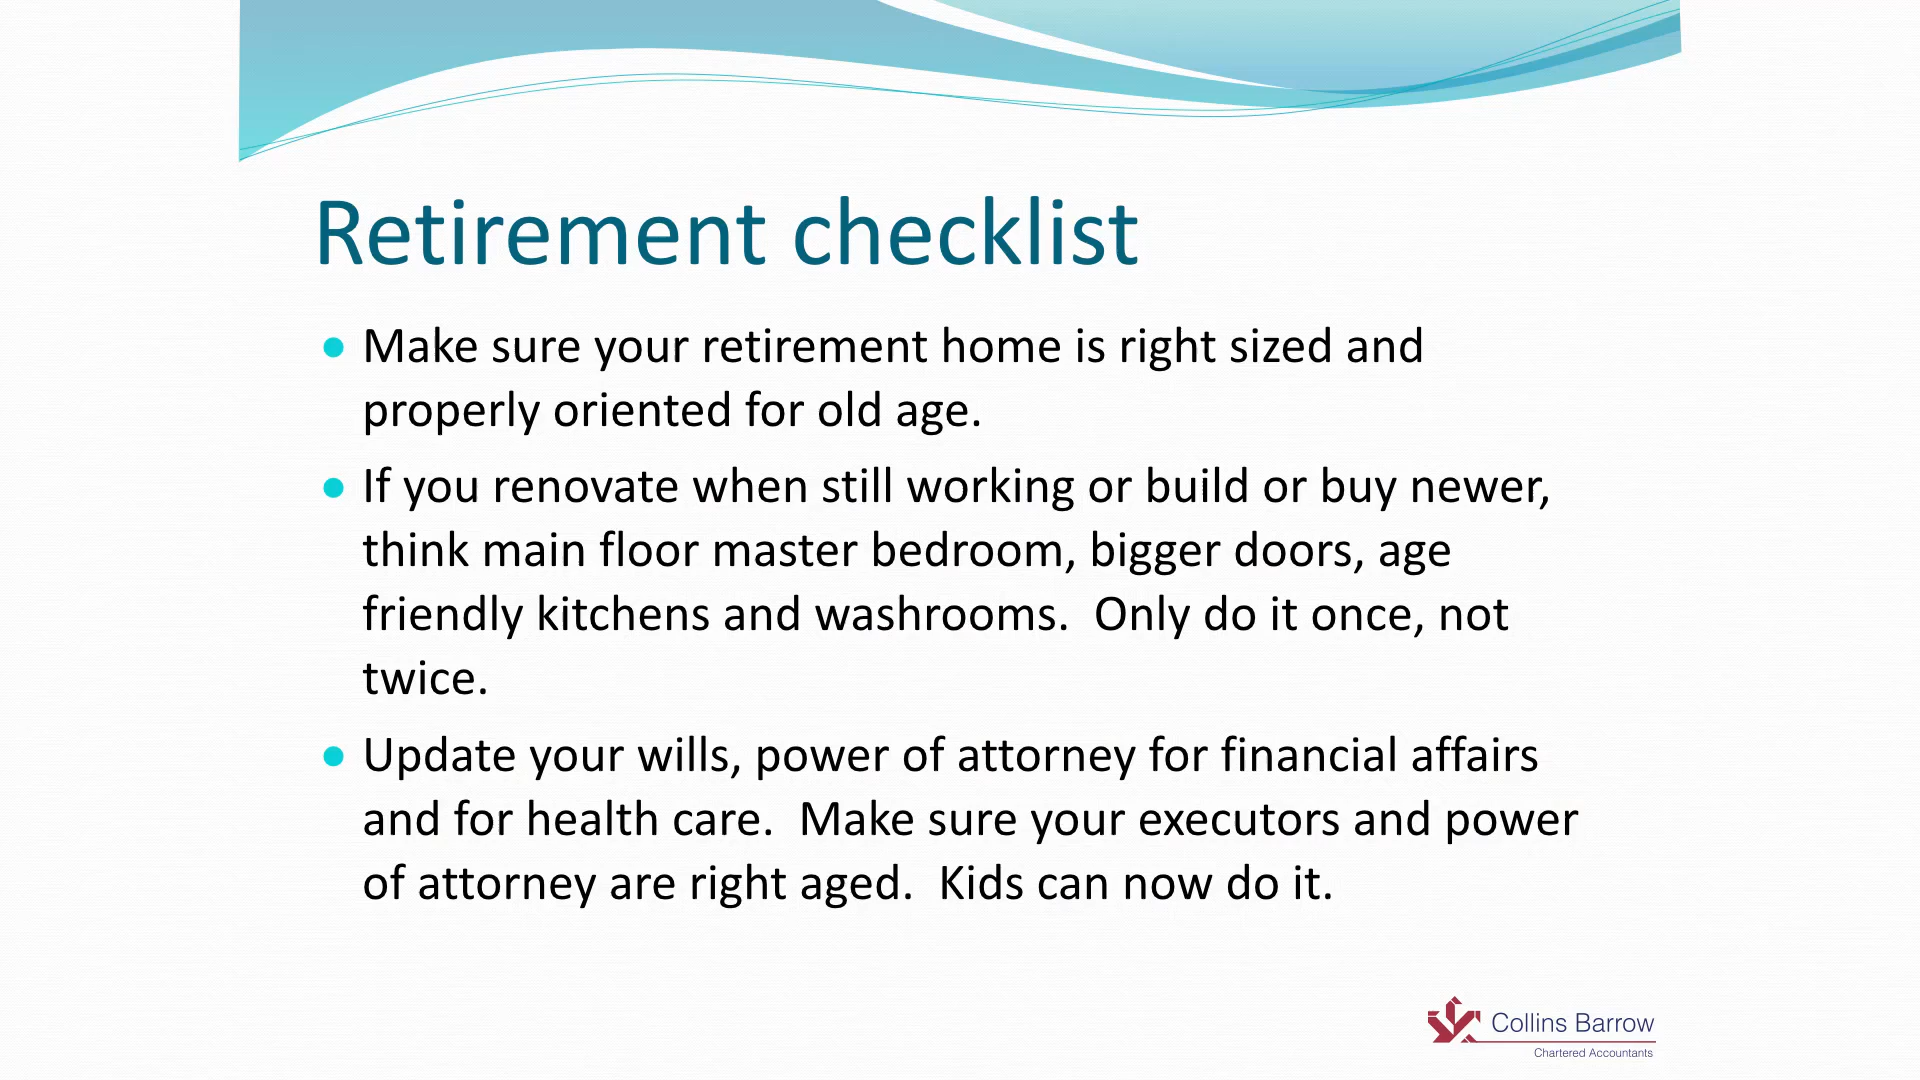 Retirement checklist
• Make sure your retirement home is right sized and
properly oriented for old age.
• If you renovate when still working or build or buy newer,
think main floor master bedroom, bigger doors, age
friendly kitchens and washrooms.  Only do it once, not
twice.
• Update your wills, power of attorney for financial affairs
and for health care.  Make sure your executors and power
of attorney are right aged.  Kids can now do it.
Collins Barrow
Chartered Accountants